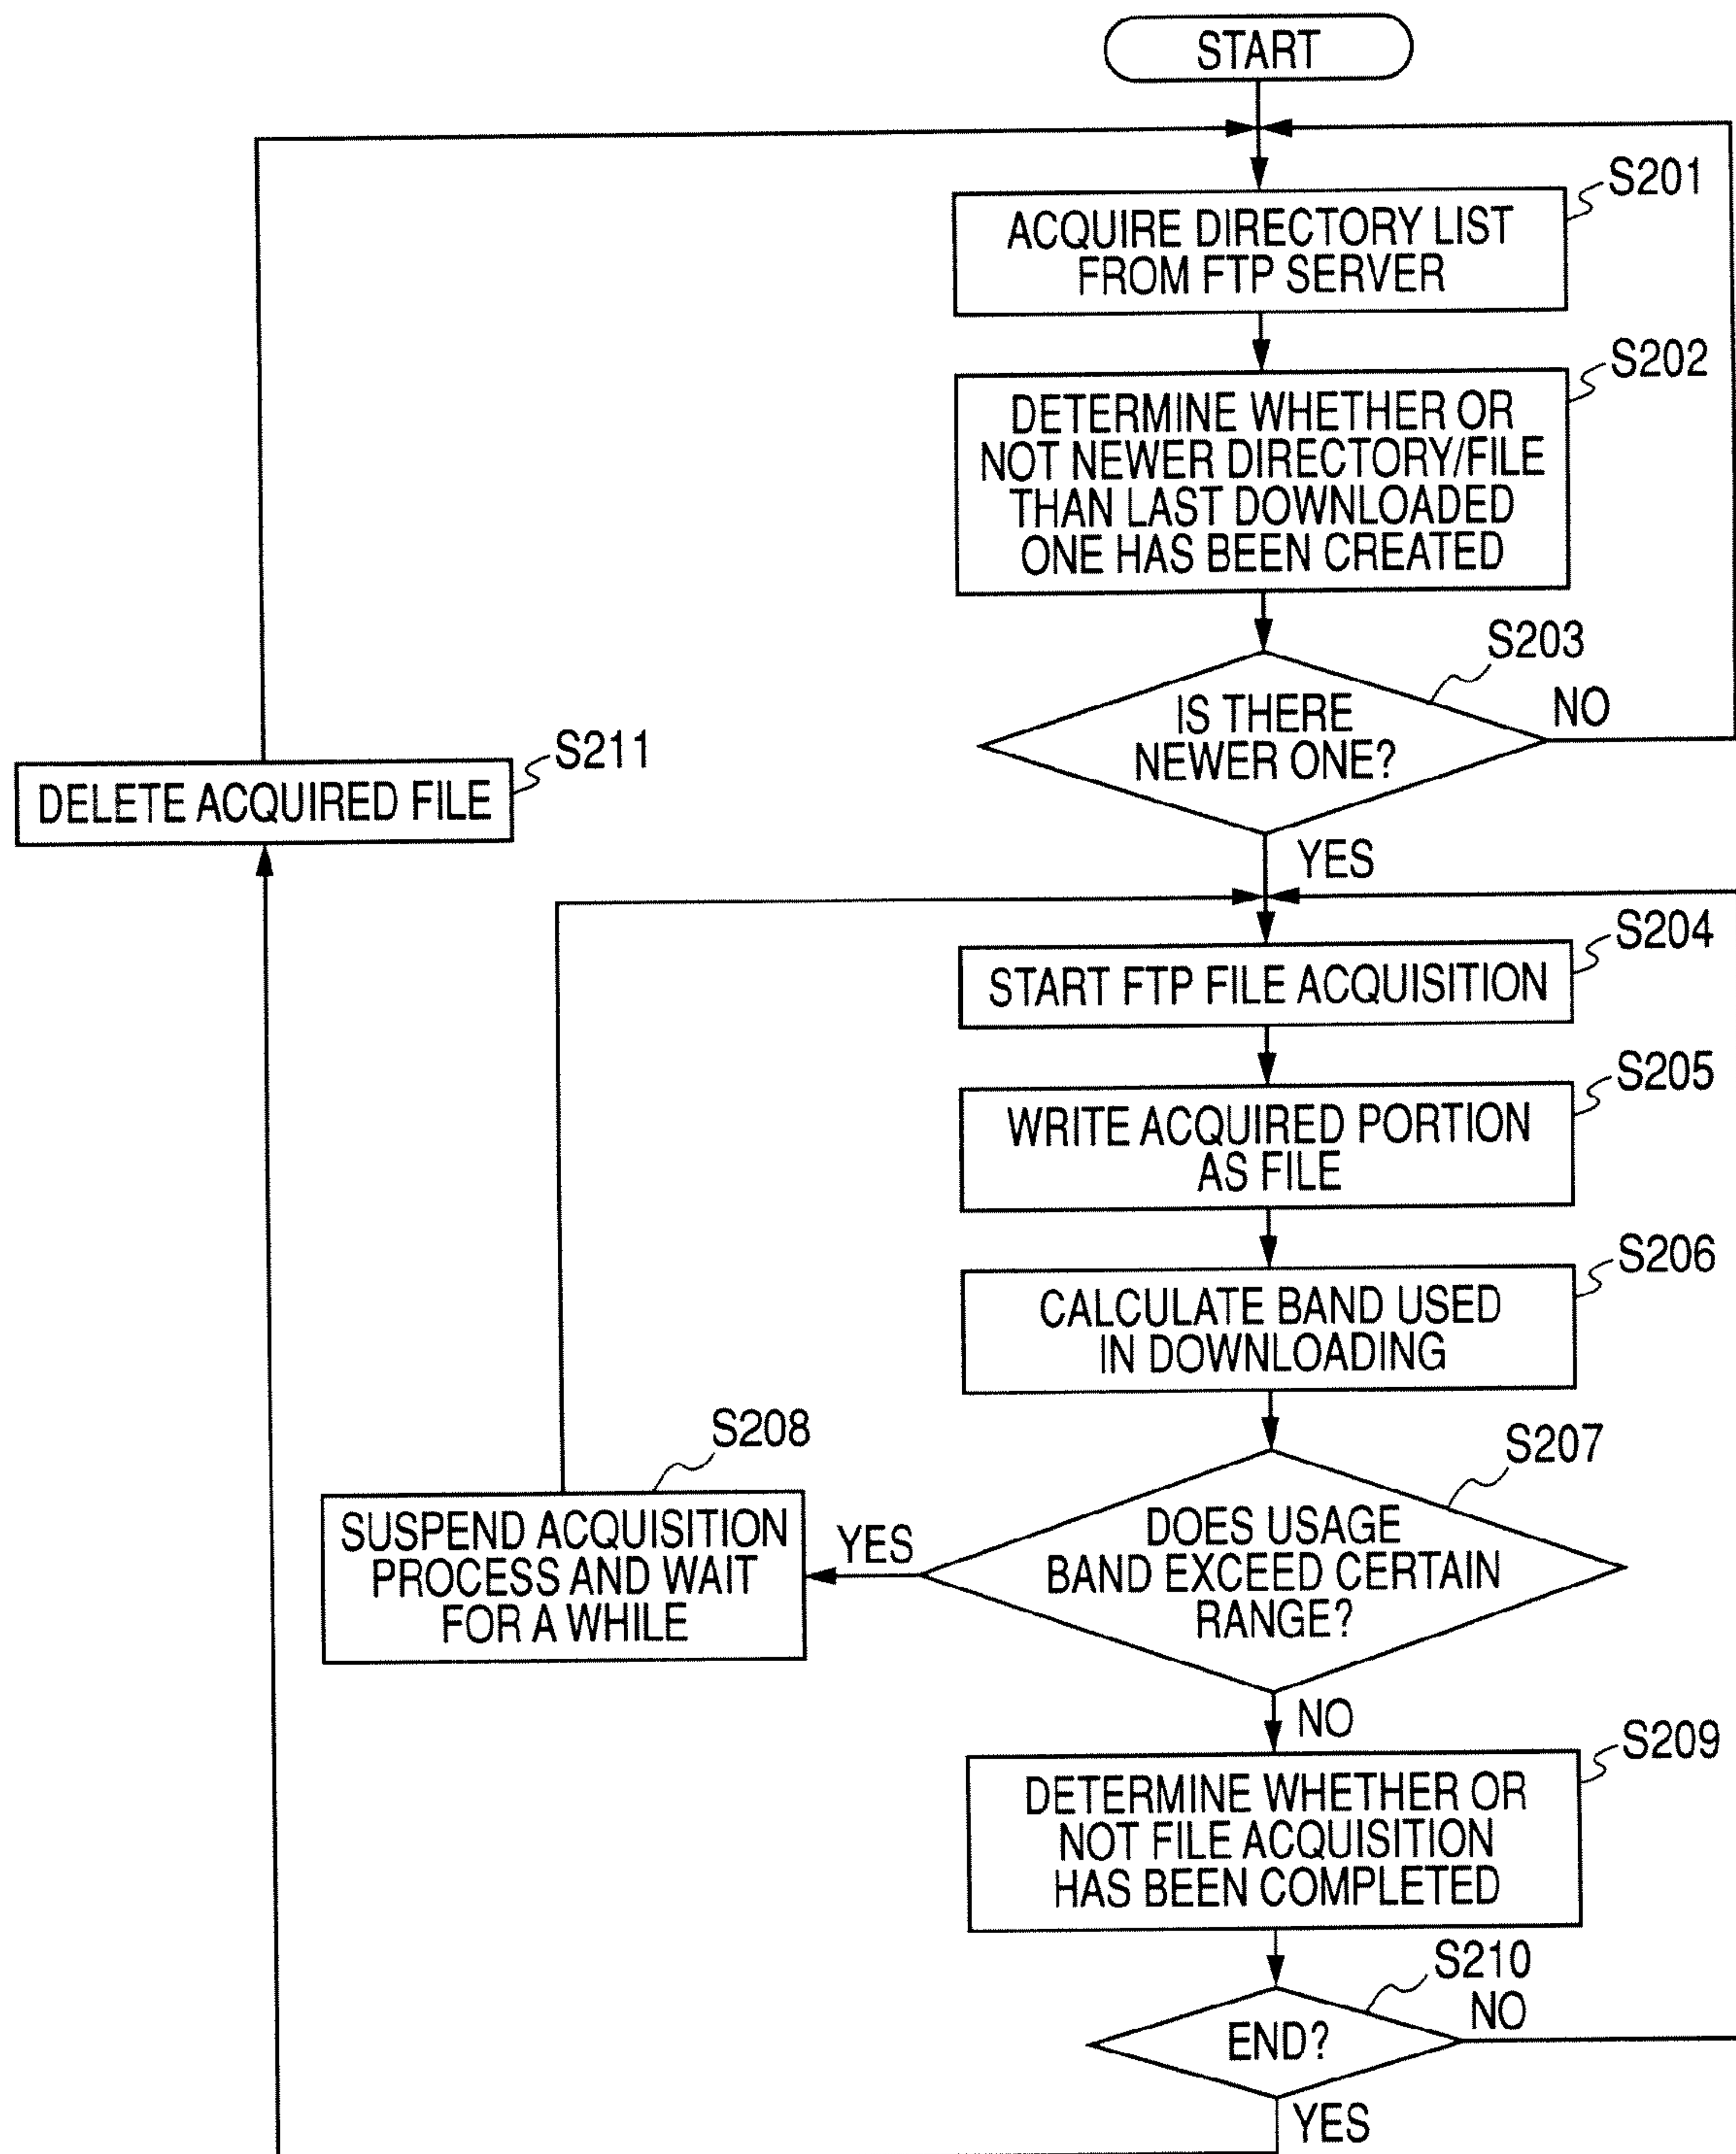 START
S201
ACQUIRE DIRECTORY LIST
FROM FTP SERVER
S202
DETERMINE WHETHER OR
NOT NEWER DIRECTORY/FILE
THAN LAST DOWNLOADED
ONE HAS BEEN CREATED
S203
IS THERE
NEWER ONE?
NO
YES
S211
DELETE ACQUIRED FILE
S204
START FTP FILE ACQUISITION
S205
WRITE ACQUIRED PORTION
AS FILE
S206
CALCULATE BAND USED
IN DOWNLOADING
S207
DOES USAGE
BAND EXCEED CERTAIN
RANGE?
YES
S208
SUSPEND ACQUISITION
PROCESS AND WAIT
FOR A WHILE
NO
S209
DETERMINE WHETHER OR
NOT FILE ACQUISITION
HAS BEEN COMPLETED
S210
END?
NO
YES